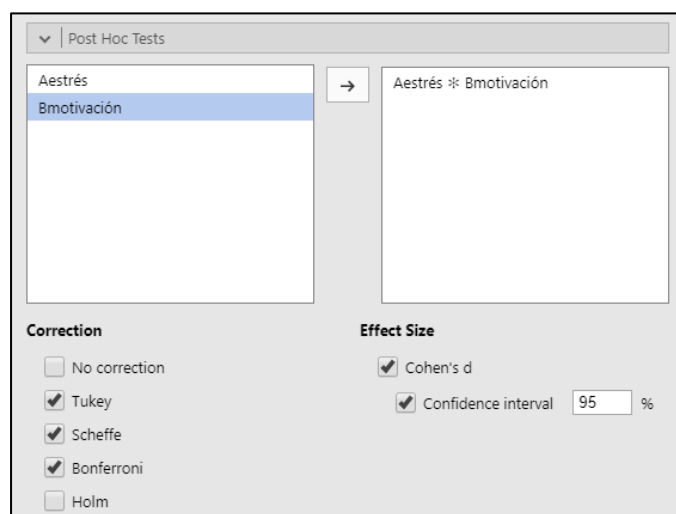 Post Hoc Tests
Aestrés
Bmotivación
→
Aestrés ✻ Bmotivación
Correction
Effect Size
No correction
Cohen's d
Tukey
Confidence interval 95 %
Scheffe
Bonferroni
Holm